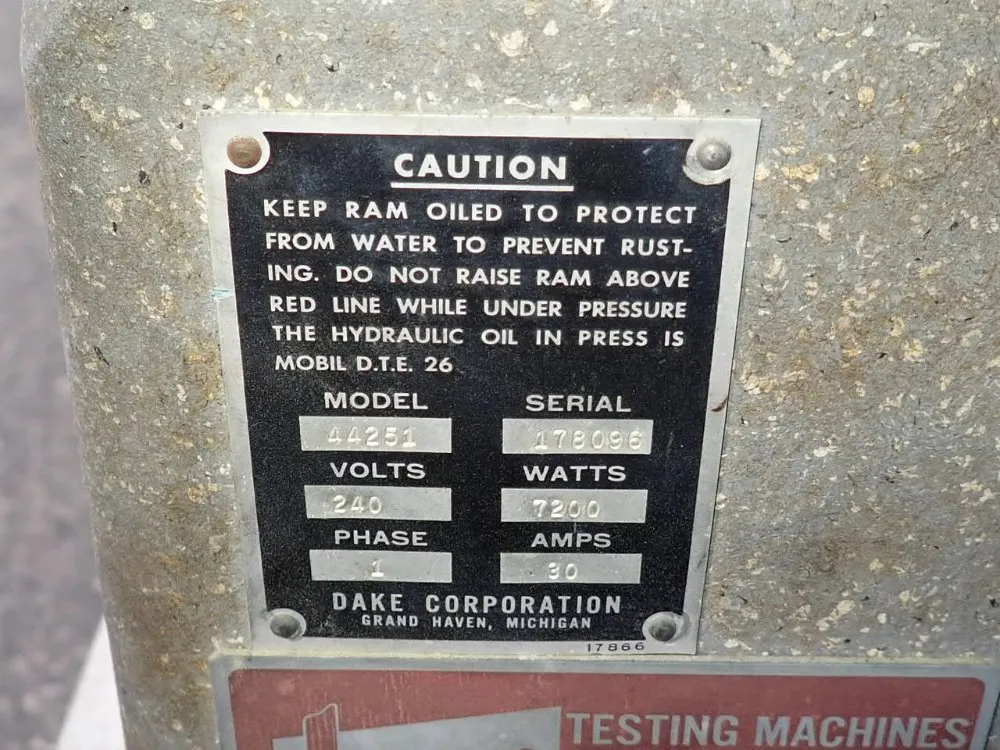 CAUTION
KEEP RAM OILED TO PROTECT
FROM WATER TO PREVENT RUST-
ING. DO NOT RAISE RAM ABOVE
RED LINE WHILE UNDER PRESSURE
THE HYDRAULIC OIL IN PRESS IS
MOBIL D.T.E. 26
MODEL SERIAL
44251 178096
VOLTS WATTS
240 7200
PHASE AMPS
1 30
DAKE CORPORATION
GRAND HAVEN, MICHIGAN
17866
TESTING MACHINES